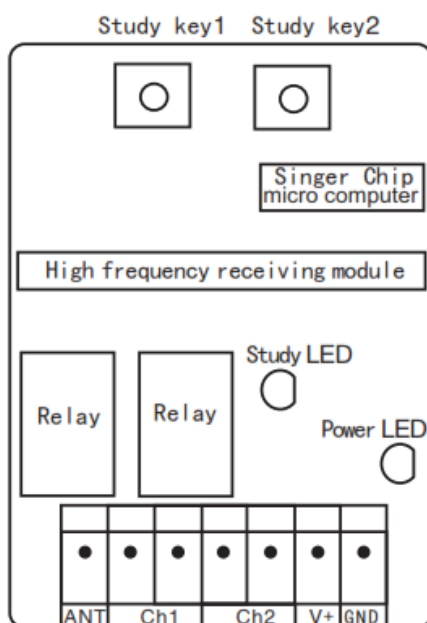 Study key1 Study key2
Singer Chip
micro computer
High frequency receiving module
Study LED
Relay Relay
Power LED
ANT Ch1 Ch2 V+ GND